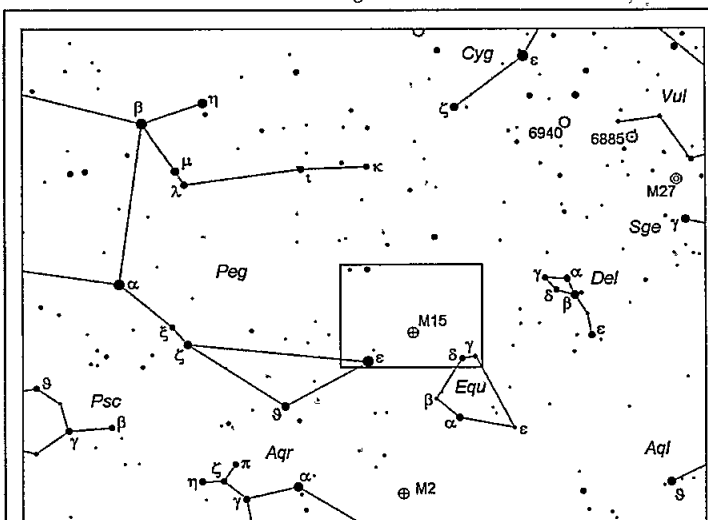 Cyg
ε
β
η
ζ
Vul
6940
6885
μ
λ
ι
κ
M27
Sge
γ
Peg
α
γ
α
Del
δ
β
M15
ξ
ζ
ε
δ
γ
ε
Equ
ϑ
Psc
ϑ
β
α
β
γ
ε
Aqr
Aql
π
ζ
η
α
γ
M2
ϑ